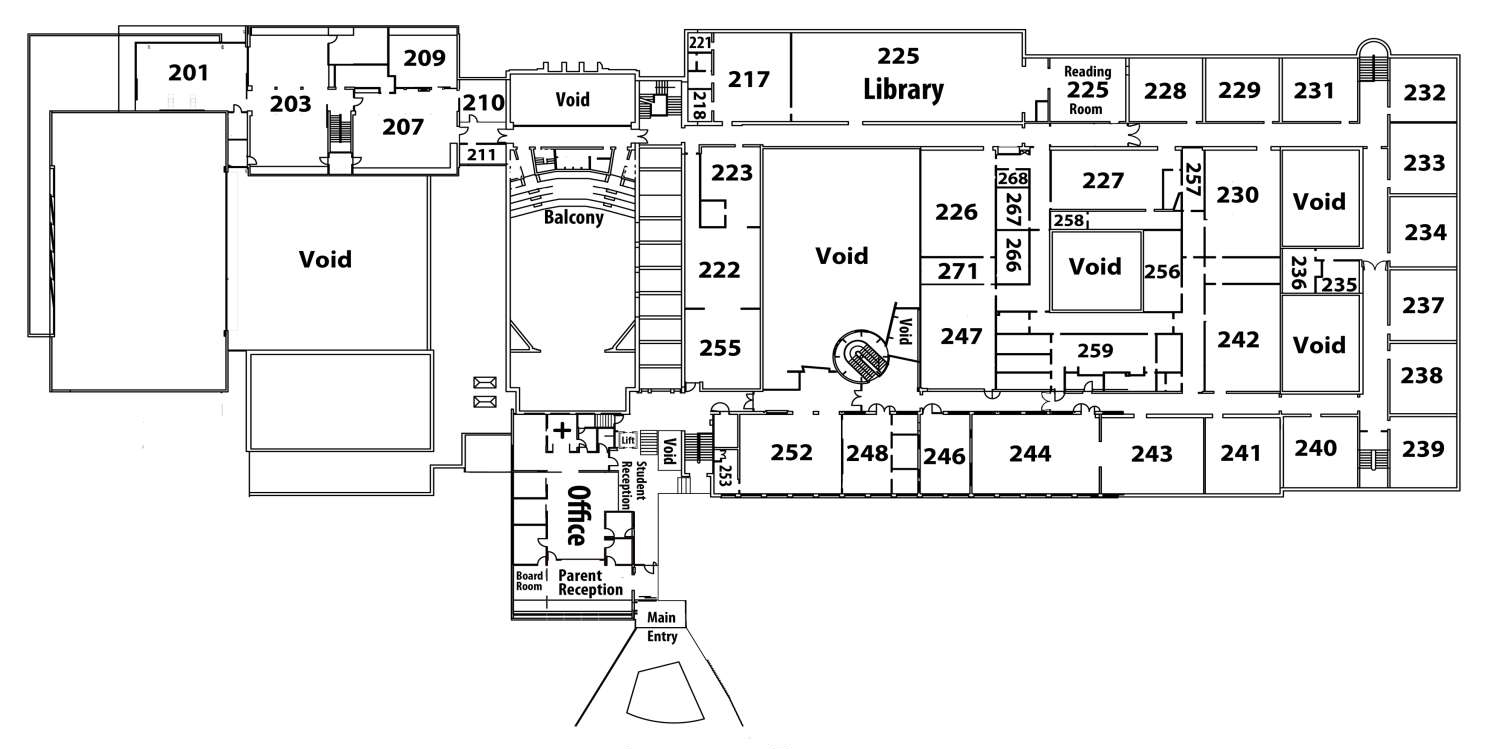 221
225
Library
217
201
209
203
207
210
211
Void
218
Reading
225
Room
228
229
231
232
233
234
237
238
239
223
222
255
Balcony
Void
Void
226
271
247
Void
268
267
266
227
258
257
Void
256
259
230
242
Void
236
235
Void
252
253
248
246
244
243
241
240
Lift
Void
Student
Reception
Office
Board
Room
Parent
Reception
Main
Entry